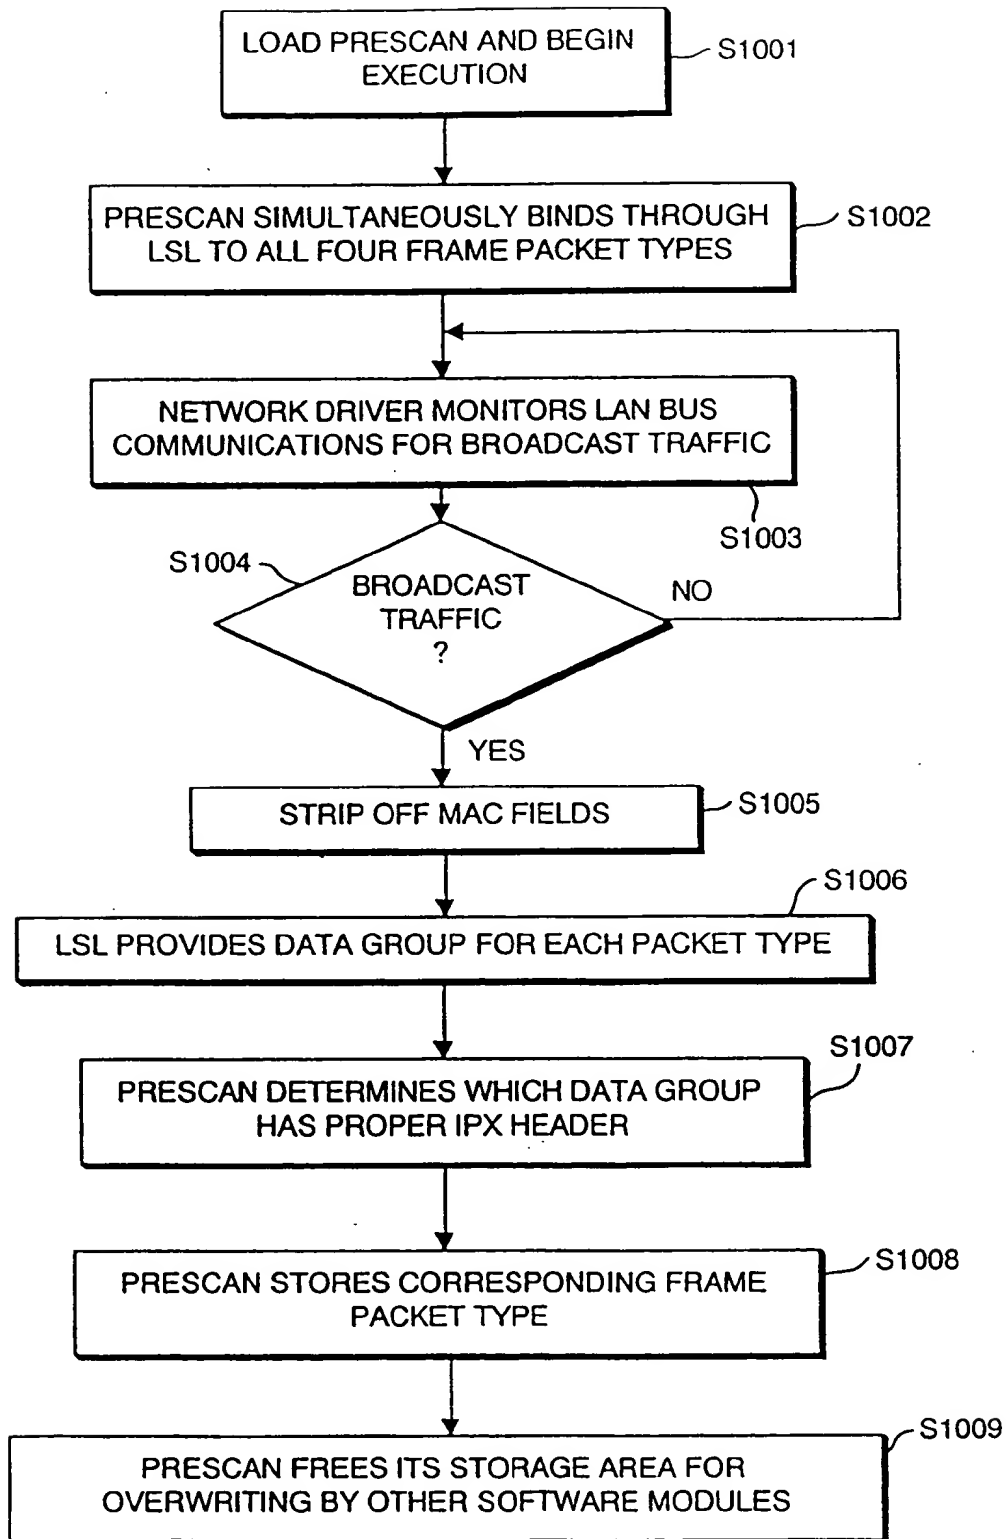 LOAD PRESCAN AND BEGIN
EXECUTION
S1001
PRESCAN SIMULTANEOUSLY BINDS THROUGH
LSL TO ALL FOUR FRAME PACKET TYPES
S1002
NETWORK DRIVER MONITORS LAN BUS
COMMUNICATIONS FOR BROADCAST TRAFFIC
S1003
S1004
BROADCAST
TRAFFIC
?
NO
YES
STRIP OFF MAC FIELDS
S1005
S1006
LSL PROVIDES DATA GROUP FOR EACH PACKET TYPE
S1007
PRESCAN DETERMINES WHICH DATA GROUP
HAS PROPER IPX HEADER
S1008
PRESCAN STORES CORRESPONDING FRAME
PACKET TYPE
S1009
PRESCAN FREES ITS STORAGE AREA FOR
OVERWRITING BY OTHER SOFTWARE MODULES